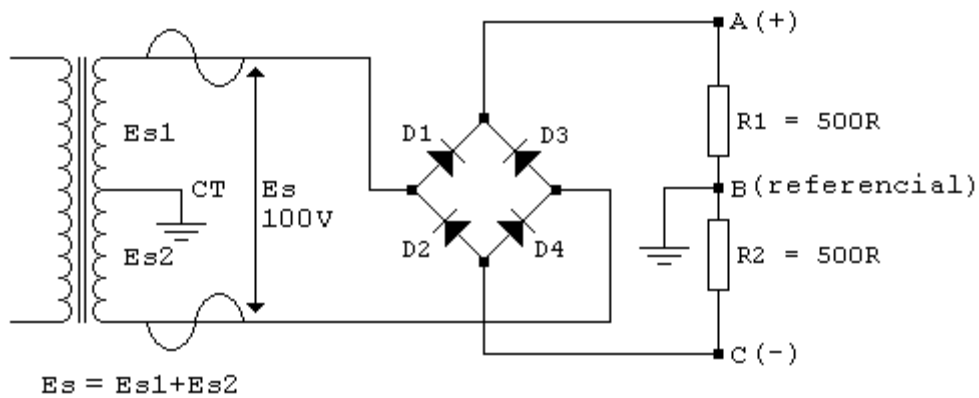 A (+)
Es1
D1
D3
R1 = 500R
CT
Es
100V
B (referencial)
Es2
D2
D4
R2 = 500R
C (-)
Es = Es1+Es2